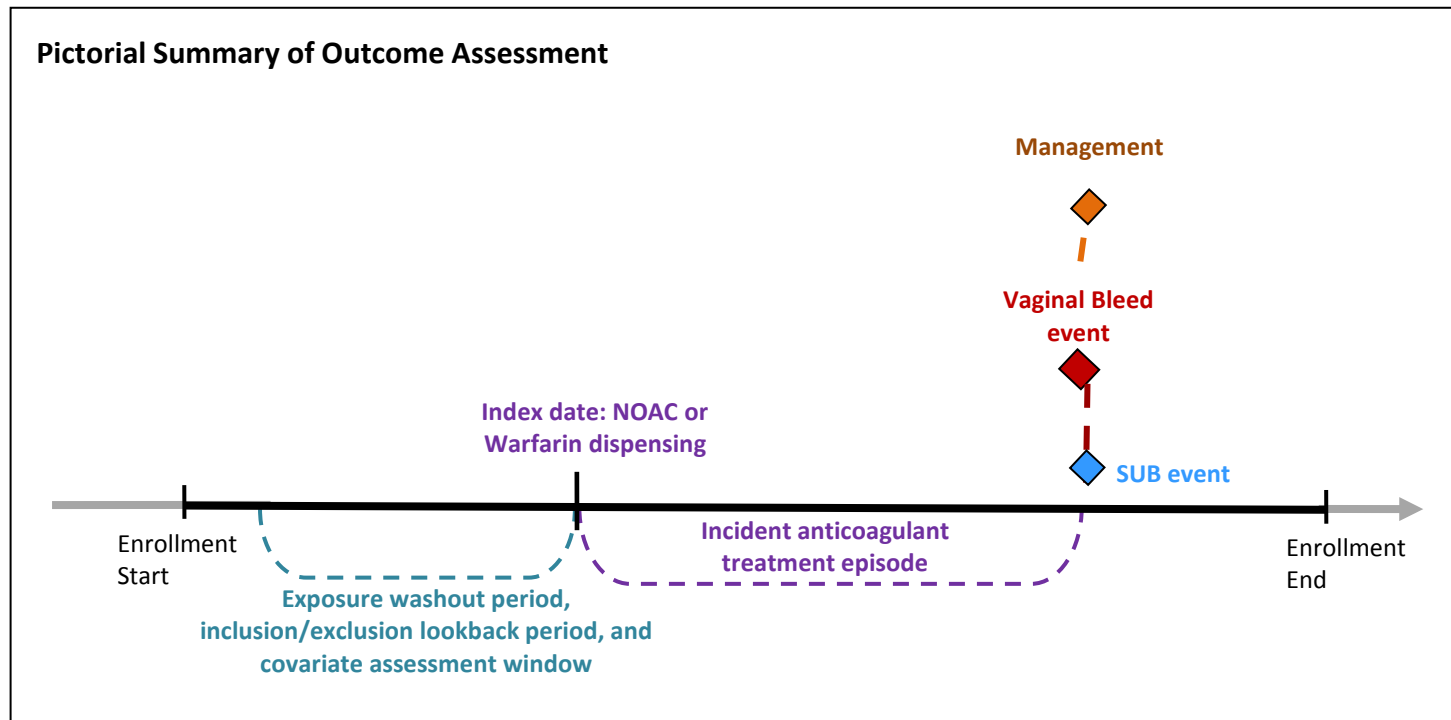 Pictorial Summary of Outcome Assessment
Management
Vaginal Bleed
event
Index date: NOAC or
Warfarin dispensing
SUB event
Enrollment
Start
Incident anticoagulant
treatment episode
Enrollment
End
Exposure washout period,
inclusion/exclusion lookback period, and
covariate assessment window